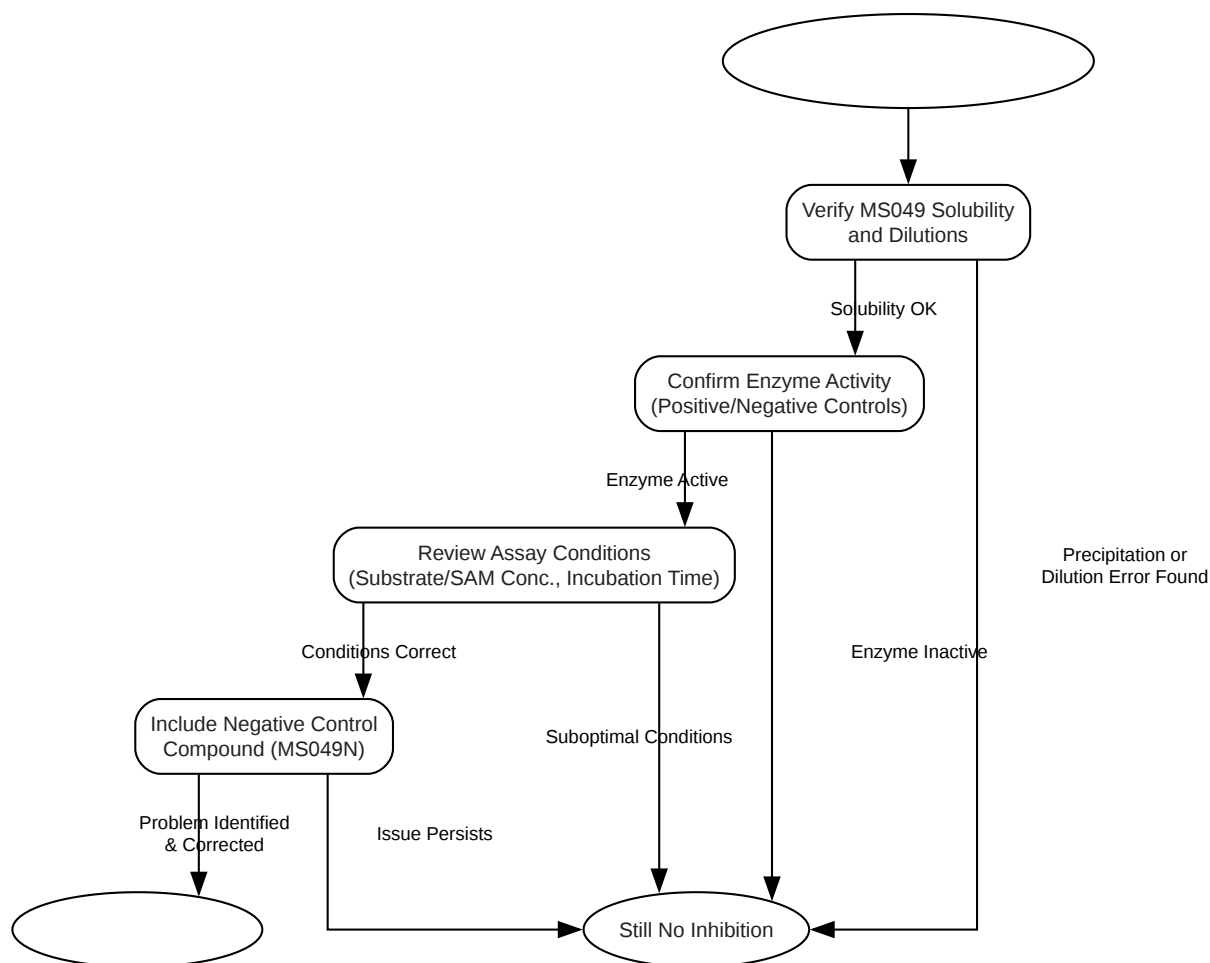 Verify MS049 Solubility
and Dilutions
Solubility OK
Confirm Enzyme Activity
(Positive/Negative Controls)
Enzyme Active
Review Assay Conditions
(Substrate/SAM Conc., Incubation Time)
Precipitation or
Dilution Error Found
Conditions Correct
Enzyme Inactive
Include Negative Control
Compound (MS049N)
Suboptimal Conditions
Problem Identified
& Corrected
Issue Persists
Still No Inhibition